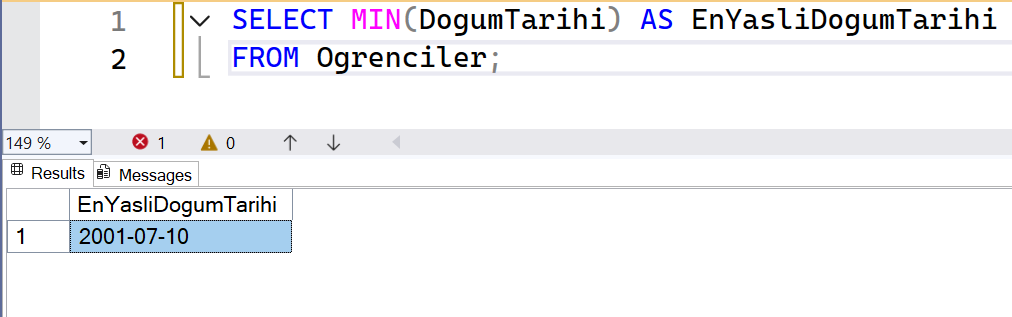 1 SELECT MIN(DogumTarihi) AS EnYasliDogumTarihi
2 FROM Ogrenciler;
149 % 1 0
Results Messages
EnYasliDogumTarihi
1 2001-07-10